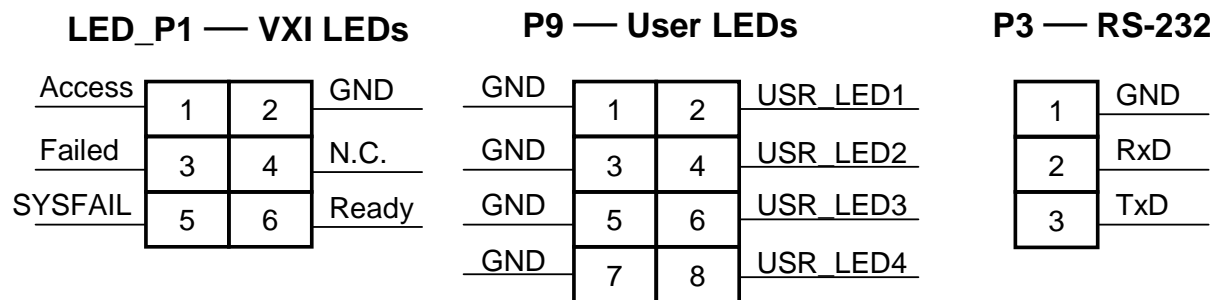 LED_P1 — VXI LEDs P9 — User LEDs P3 — RS-232
Access 1 2 GND GND 1 2 USR_LED1 1 GND
Failed 3 4 N.C. GND 3 4 USR_LED2 2 RxD
SYSFAIL 5 6 Ready GND 5 6 USR_LED3 3 TxD
GND 7 8 USR_LED4